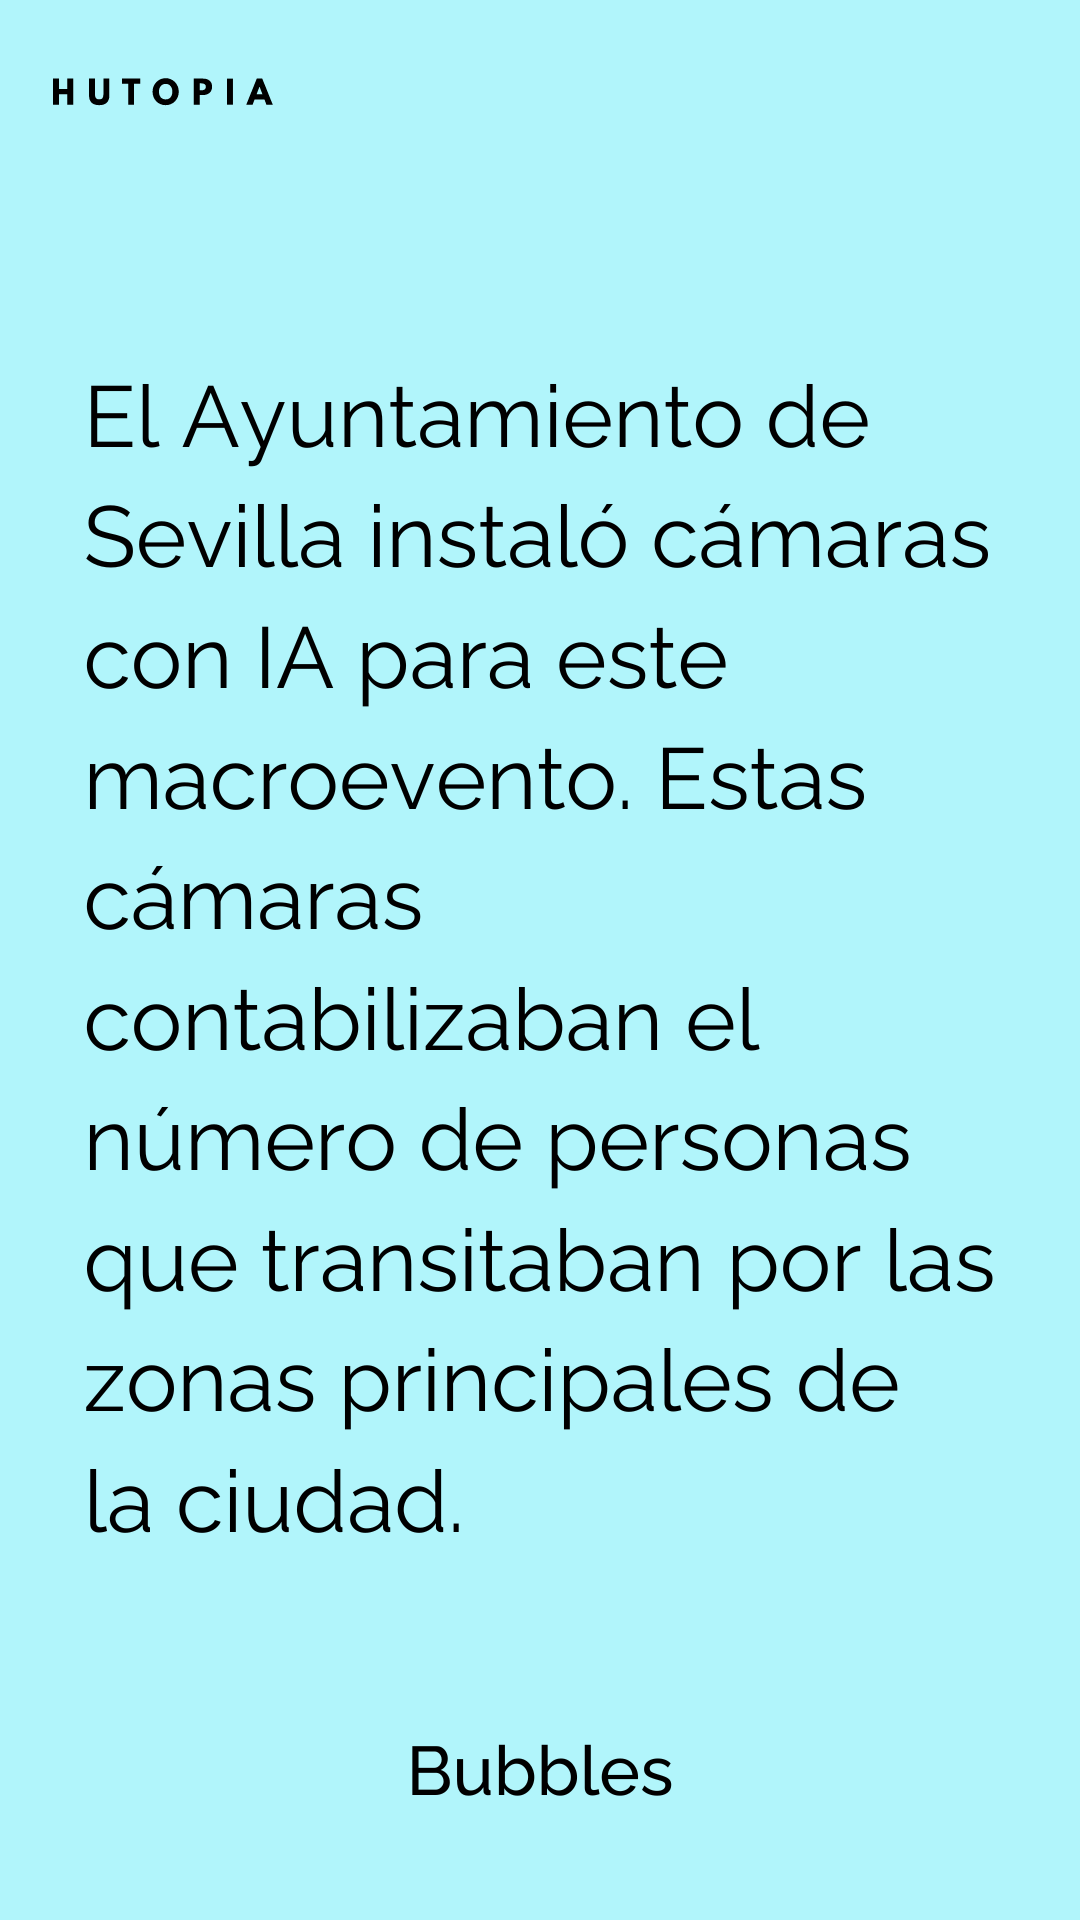 HUTOPIA
El Ayuntamiento de
Sevilla instaló cámaras
con IA para este
macroevento. Estas
cámaras
contabilizaban el
número de personas
que transitaban por las
zonas principales de
la ciudad.
Bubbles